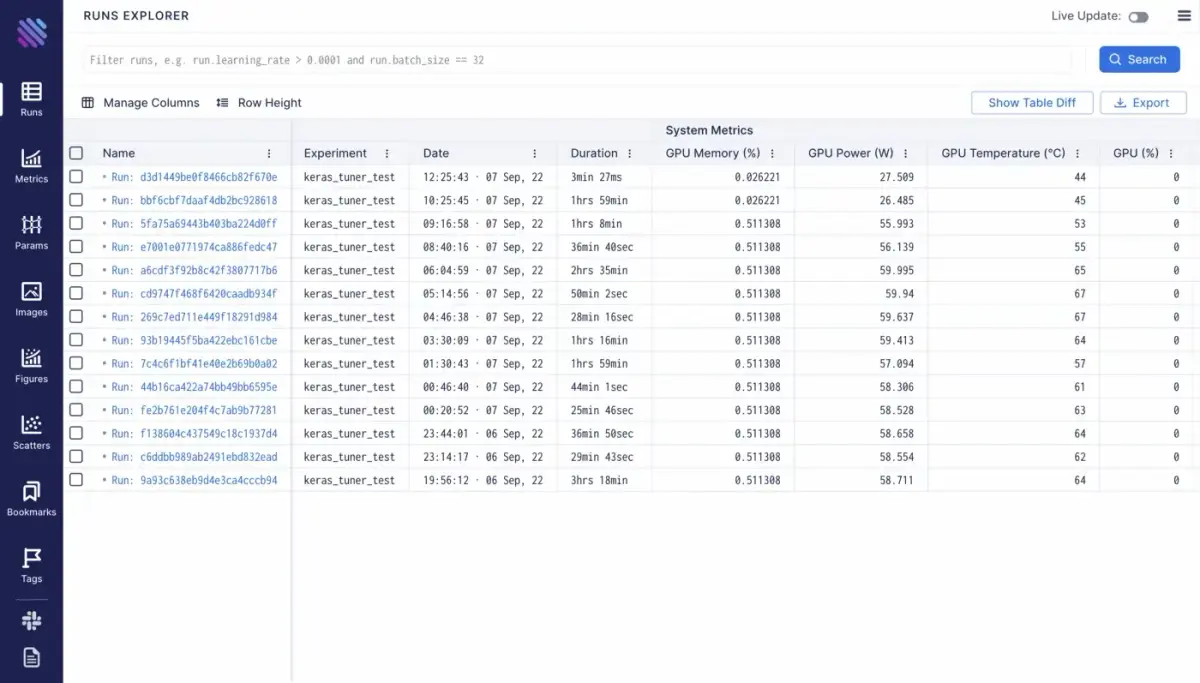 RUNS EXPLORER
Live Update:
Filter runs, e.g. run.learning_rate > 0.0001 and run.batch_size == 32
Search
Manage Columns Row Height Show Table Diff Export
Runs
Metrics
Params
Images
Figures
Scatters
Bookmarks
Tags
System Metrics
Name Experiment Date Duration GPU Memory (%) GPU Power (W) GPU Temperature (°C) GPU (%)
Run: d3d1449be0f8466cb82f670e keras_tuner_test 12:25:43 · 07 Sep, 22 3min 27ms 0.026221 27.509 44 0
Run: bbf6cbf7daaf4db2bc928618 keras_tuner_test 10:25:45 · 07 Sep, 22 1hrs 59min 0.026221 26.485 45 0
Run: 5fa75a69443b403ba224d0ff keras_tuner_test 09:16:58 · 07 Sep, 22 1hrs 8min 0.511308 55.993 53 0
Run: e7001e0771974ca886fedc47 keras_tuner_test 08:40:16 · 07 Sep, 22 36min 40sec 0.511308 56.139 55 0
Run: a6cdf3f92b8c42f3807717b6 keras_tuner_test 06:04:59 · 07 Sep, 22 2hrs 35min 0.511308 59.995 65 0
Run: cd9747f468f6420caadb934f keras_tuner_test 05:14:56 · 07 Sep, 22 50min 2sec 0.511308 59.94 67 0
Run: 269c7ed711e449f18291d984 keras_tuner_test 04:46:38 · 07 Sep, 22 28min 16sec 0.511308 59.637 67 0
Run: 93b19445f5ba422ebc161cbe keras_tuner_test 03:30:09 · 07 Sep, 22 1hrs 16min 0.511308 59.413 64 0
Run: 7c4c6f1bf41e40e2b69b0a02 keras_tuner_test 01:30:43 · 07 Sep, 22 1hrs 59min 0.511308 57.094 57 0
Run: 44b16ca422a74bb49bb6595e keras_tuner_test 00:46:40 · 07 Sep, 22 44min 1sec 0.511308 58.306 61 0
Run: fe2b761e204f4c7ab9b77281 keras_tuner_test 00:20:52 · 07 Sep, 22 25min 46sec 0.511308 58.528 63 0
Run: f138604c437549c18c1937d4 keras_tuner_test 23:44:01 · 06 Sep, 22 36min 50sec 0.511308 58.658 64 0
Run: c6ddbb989ab2491ebd832ead keras_tuner_test 23:14:17 · 06 Sep, 22 29min 43sec 0.511308 58.554 62 0
Run: 9a93c638eb9d4e3ca4cccb94 keras_tuner_test 19:56:12 · 06 Sep, 22 3hrs 18min 0.511308 58.711 64 0